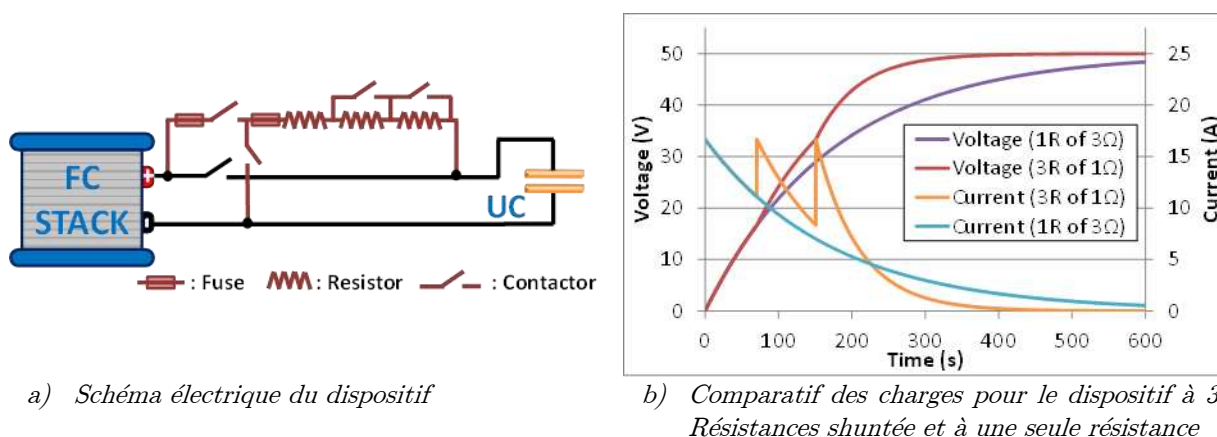 FC
STACK
+
UC
: Fuse
: Resistor
: Contactor
a) Schéma électrique du dispositif
Voltage (V)
50
40
30
20
10
0
Current (A)
25
20
15
10
5
0
Voltage (1R of 3Ω)
Voltage (3R of 1Ω)
Current (3R of 1Ω)
Current (1R of 3Ω)
0 100 200 300 400 500 600
Time (s)
b) Comparatif des charges pour le dispositif à 3
Résistances shuntée et à une seule résistance